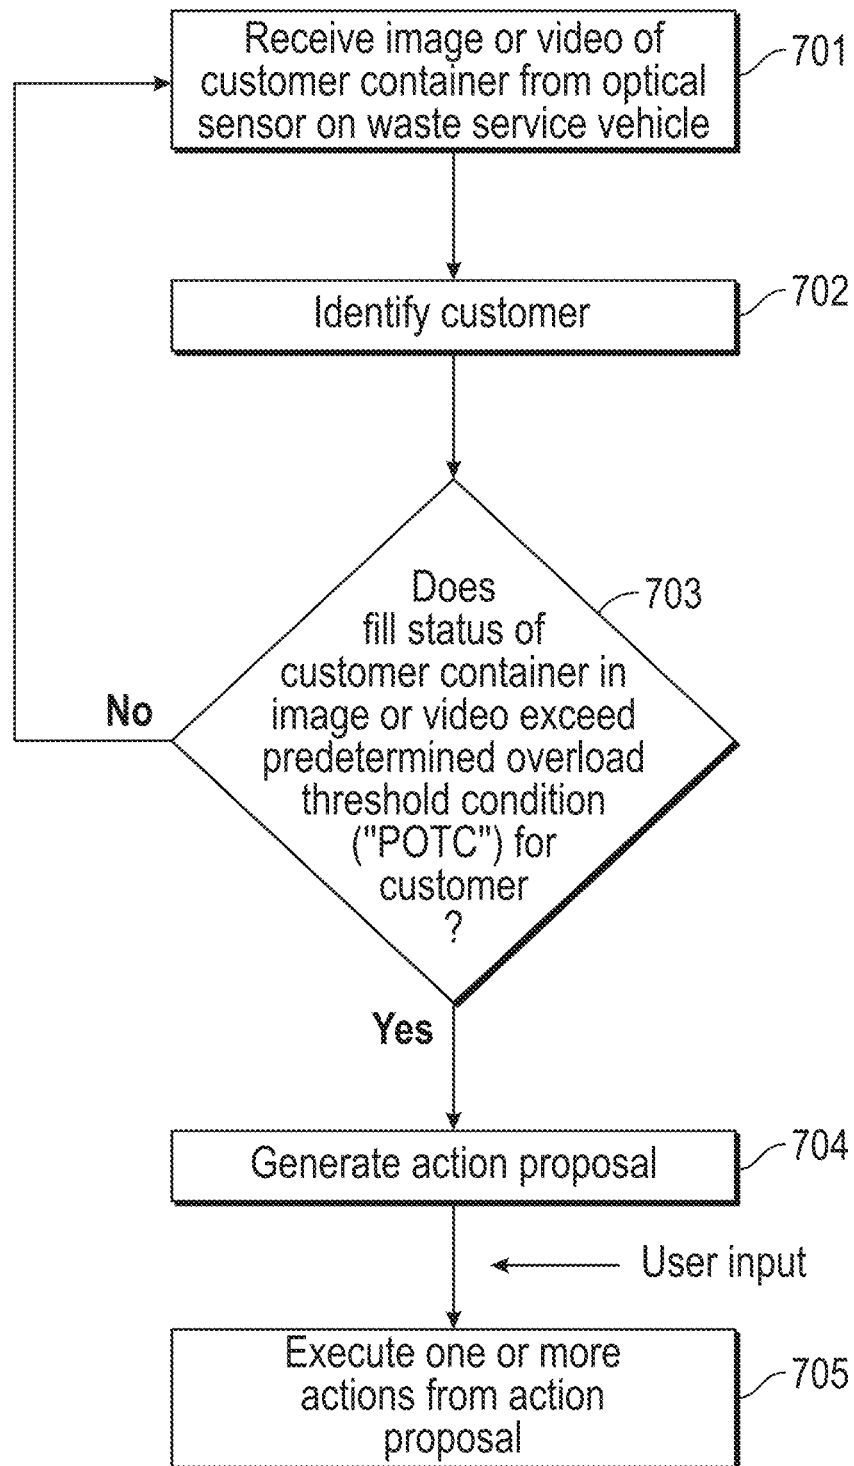 Receive image or video of
customer container from optical
sensor on waste service vehicle
701
Identify customer
702
Does
fill status of
customer container in
image or video exceed
predetermined overload
threshold condition
("POTC") for
customer
?
703
No
Yes
Generate action proposal
704
User input
Execute one or more
actions from action
proposal
705